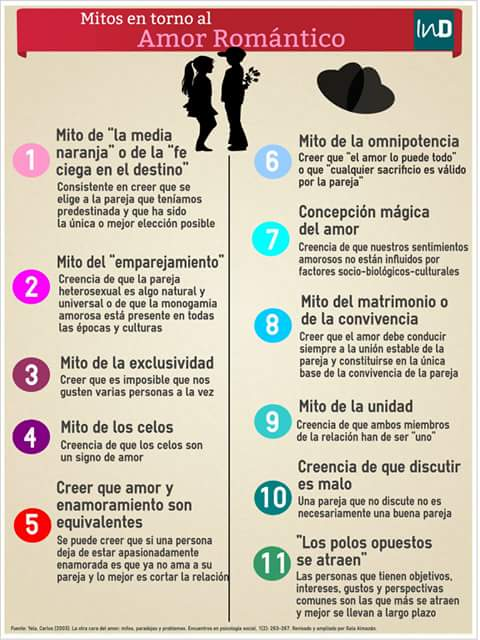 Mitos en torno al
Amor Romántico
InD
1
Mito de "la media
naranja" o de la "fe
ciega en el destino"
Consistente en creer que se
elige a la pareja que teníamos
predestinada y que ha sido
la única o mejor elección posible
2
Mito del "emparejamiento"
Creencia de que la pareja
heterosexual es algo natural y
universal o de que la monogamia
amorosa está presente en todas
las épocas y culturas
3
Mito de la exclusividad
Creer que es imposible que nos
gusten varias personas a la vez
4
Mito de los celos
Creencia de que los celos son
un signo de amor
5
Creer que amor y
enamoramiento son
equivalentes
Se puede creer que si una persona
deja de estar apasionadamente
enamorada es que ya no ama a
su pareja y lo mejor es cortar la relación
6
Mito de la omnipotencia
Creer que "el amor lo puede todo"
o que "cualquier sacrificio es válido
por la pareja"
7
Concepción mágica
del amor
Creencia de que nuestros sentimientos
amorosos no están influidos por
factores socio-biológicos-culturales
8
Mito del matrimonio o
de la convivencia
Creer que el amor debe conducir
siempre a la unión estable de la
pareja y constituirse en la única
base de la convivencia de la pareja
9
Mito de la unidad
Creencia de que ambos miembros
de la relación han de ser "uno"
10
Creencia de que discutir
es malo
Una pareja que no discute no es
necesariamente una buena pareja
11
"Los polos opuestos
se atraen"
Las personas que tienen objetivos,
intereses, gustos y perspectivas
comunes son las que más se atraen
y mejor se llevan a largo plazo
Fuente: Yela, Carlos (2003). La otra cara del amor: mitos, paradojas y problemas. Encuentros en psicología social, 1(2): 263-267. Revisado y ampliado por Kela Almazán.